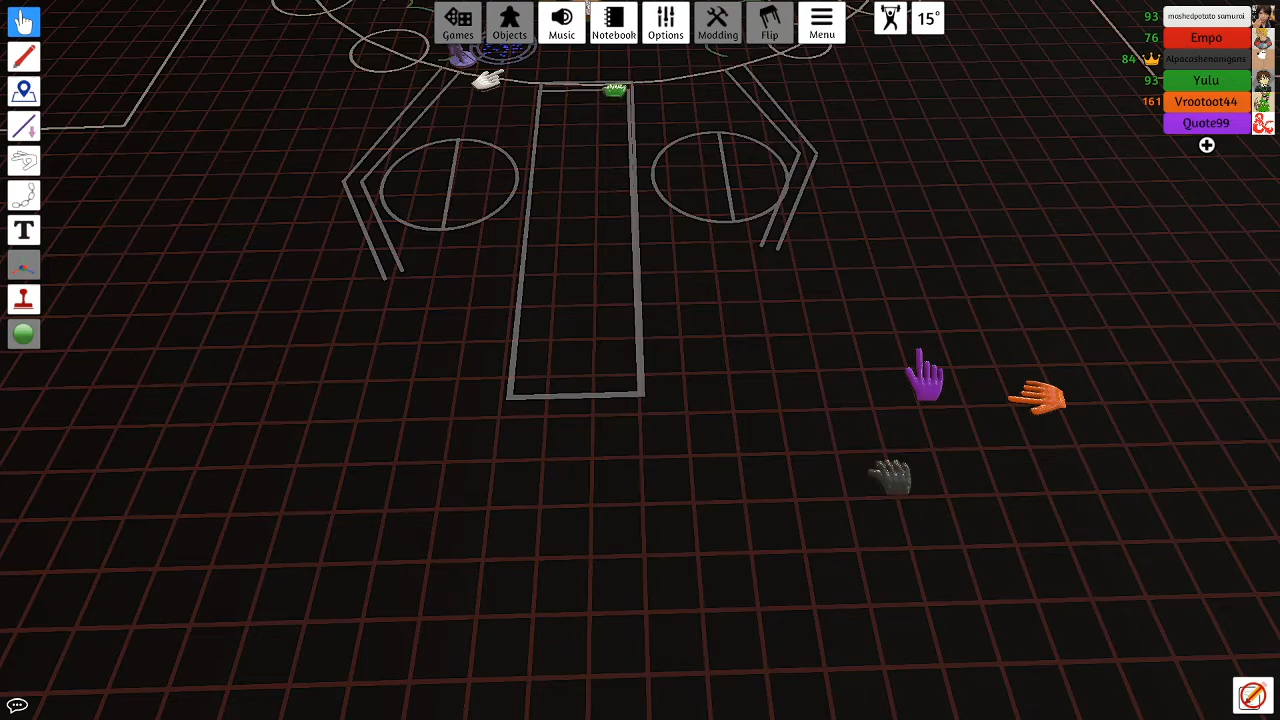 Games
Objects
Music
Notebook
Options
Modding
Flip
Menu
15°
T
93 mashedpotato samurai
76 Empo
84 Alpacashenanigans
93 Yulu
161 Vrootoot44
Quote99